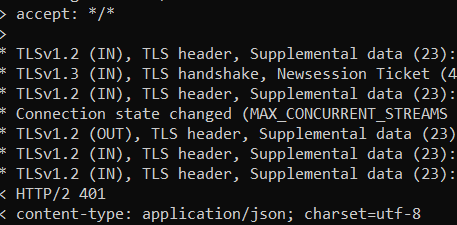 > accept: */*
>
* TLSv1.2 (IN), TLS header, Supplemental data (23):
* TLSv1.3 (IN), TLS handshake, Newsession Ticket (4
* TLSv1.2 (IN), TLS header, Supplemental data (23):
* Connection state changed (MAX_CONCURRENT_STREAMS
* TLSv1.2 (OUT), TLS header, Supplemental data (23)
* TLSv1.2 (IN), TLS header, Supplemental data (23):
* TLSv1.2 (IN), TLS header, Supplemental data (23):
< HTTP/2 401
< content-type: application/json; charset=utf-8